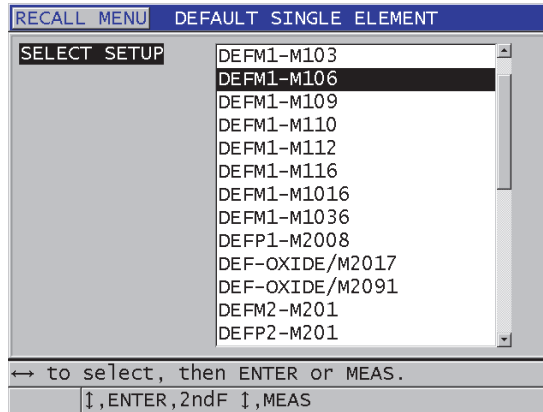 RECALL MENU DEFAULT SINGLE ELEMENT
SELECT SETUP
DEFM1-M103
DEFM1-M106
DEFM1-M109
DEFM1-M110
DEFM1-M112
DEFM1-M116
DEFM1-M1016
DEFM1-M1036
DEFP1-M2008
DEF-OXIDE/M2017
DEF-OXIDE/M2091
DEFM2-M201
DEFP2-M201
↔ to select, then ENTER or MEAS.
↕,ENTER,2ndF ↕,MEAS